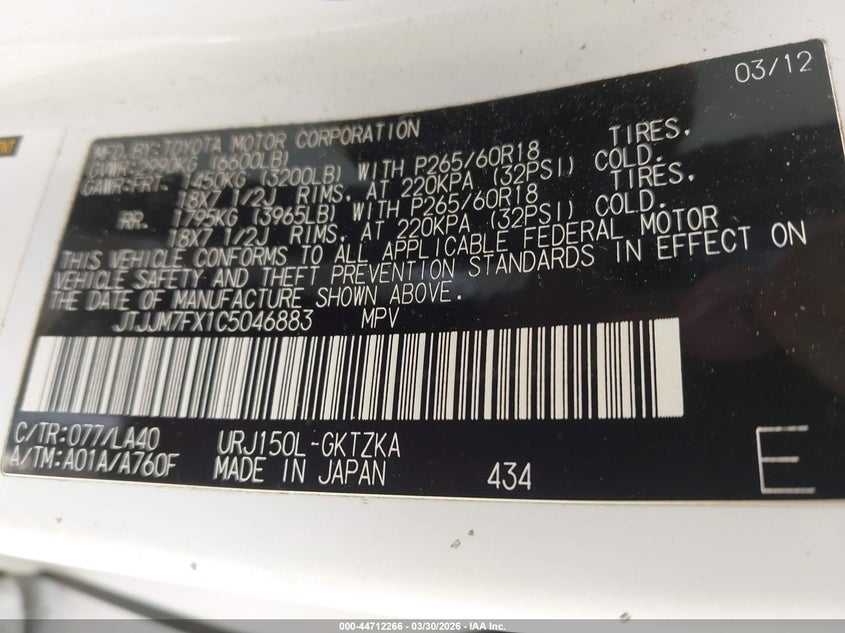 03/12
MFD. BY: TOYOTA MOTOR CORPORATION
GVWR: 2990KG (6600LB)
GAWR: FRT. 1450KG (3200LB) WITH P265/60R18 TIRES.
18X7 1/2J RIMS. AT 220KPA (32PSI) COLD.
RR. 1795KG (3965LB) WITH P265/60R18 TIRES.
18X7 1/2J RIMS. AT 220KPA (32PSI) COLD.
THIS VEHICLE CONFORMS TO ALL APPLICABLE FEDERAL MOTOR
VEHICLE SAFETY AND THEFT PREVENTION STANDARDS IN EFFECT ON
THE DATE OF MANUFACTURE SHOWN ABOVE.
JTJJM7FX1C5046883 MPV
C/TR: 077/LA40 URJ150L-GKTZKA
A/TM: A01A/A760F MADE IN JAPAN 434 E
000-44712266 - 03/30/2026 - IAA Inc.